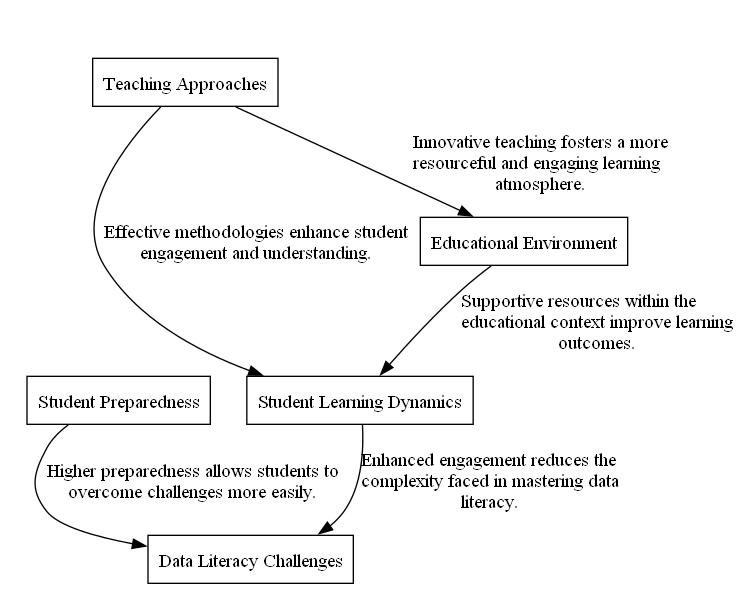 Teaching Approaches
Innovative teaching fosters a more
resourceful and engaging learning
atmosphere.
Effective methodologies enhance student
engagement and understanding.
Educational Environment
Supportive resources within the
educational context improve learning
outcomes.
Student Preparedness
Student Learning Dynamics
Higher preparedness allows students to
overcome challenges more easily.
Enhanced engagement reduces the
complexity faced in mastering data
literacy.
Data Literacy Challenges